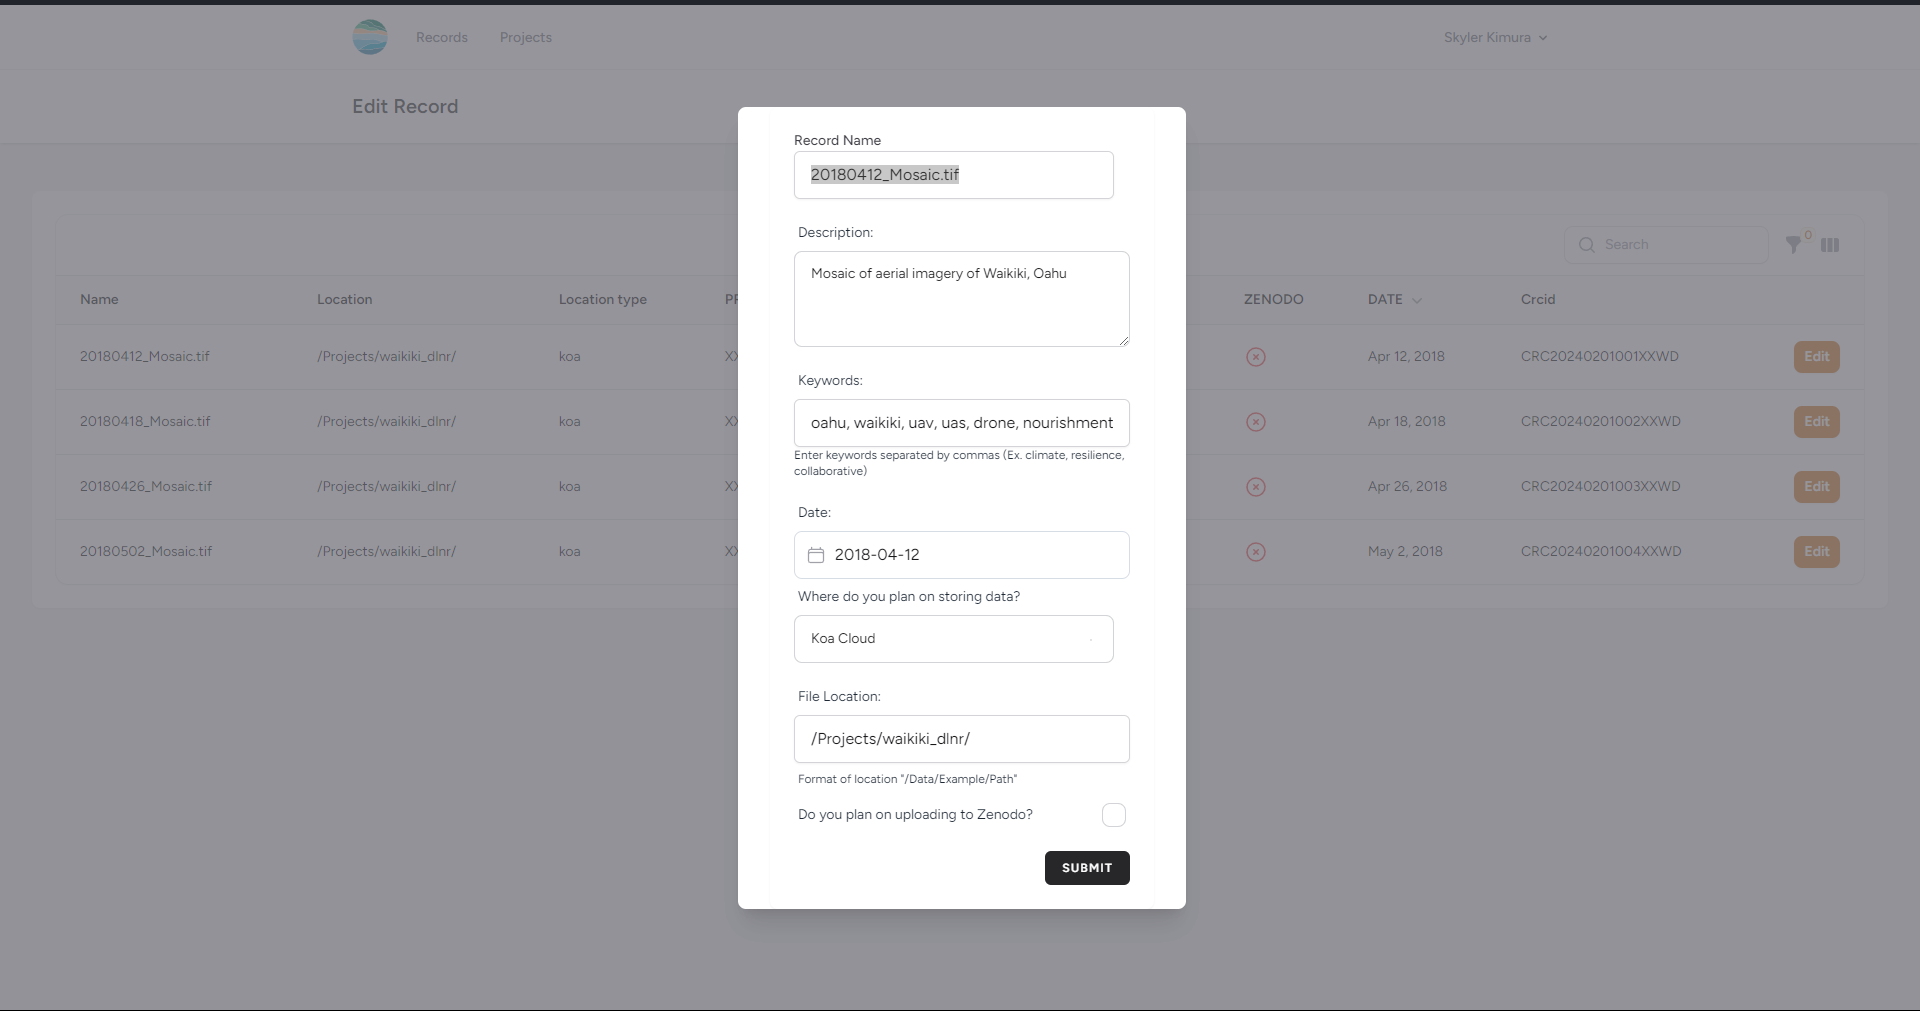 Records
Projects
Skyler Kimura
Edit Record
Search
0
Name
Location
Location type
ZENODO
DATE
Crcid
20180412_Mosaic.tif
/Projects/waikiki_dlnr/
koa
XX
Apr 12, 2018
CRC20240201001XXWD
Edit
20180418_Mosaic.tif
/Projects/waikiki_dlnr/
koa
XX
Apr 18, 2018
CRC20240201002XXWD
Edit
20180426_Mosaic.tif
/Projects/waikiki_dlnr/
koa
XX
Apr 26, 2018
CRC20240201003XXWD
Edit
20180502_Mosaic.tif
/Projects/waikiki_dlnr/
koa
XX
May 2, 2018
CRC20240201004XXWD
Edit
Record Name
20180412_Mosaic.tif
Description:
Mosaic of aerial imagery of Waikiki, Oahu
Keywords:
oahu, waikiki, uav, uas, drone, nourishment
Enter keywords separated by commas (Ex. climate, resilience,
collaborative)
Date:
2018-04-12
Where do you plan on storing data?
Koa Cloud
File Location:
/Projects/waikiki_dlnr/
Format of location "/Data/Example/Path"
Do you plan on uploading to Zenodo?
SUBMIT